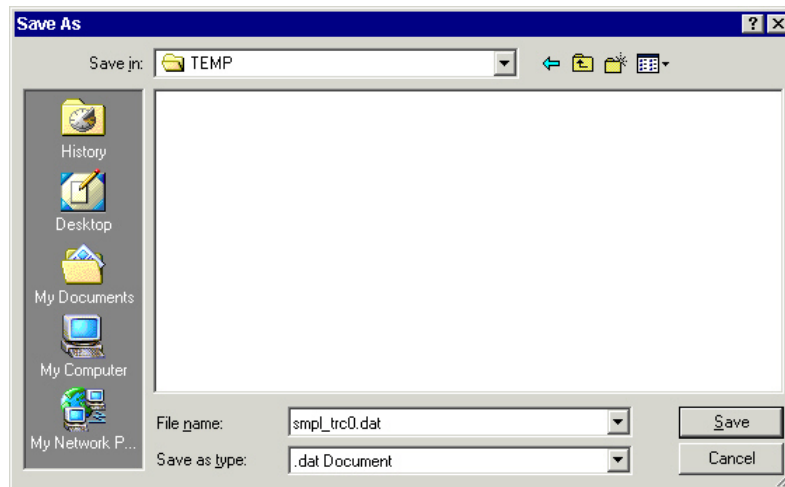 Save As
Save in: TEMP
History
Desktop
My Documents
My Computer
My Network P...
File name: smpl_trc0.dat Save
Save as type: .dat Document Cancel